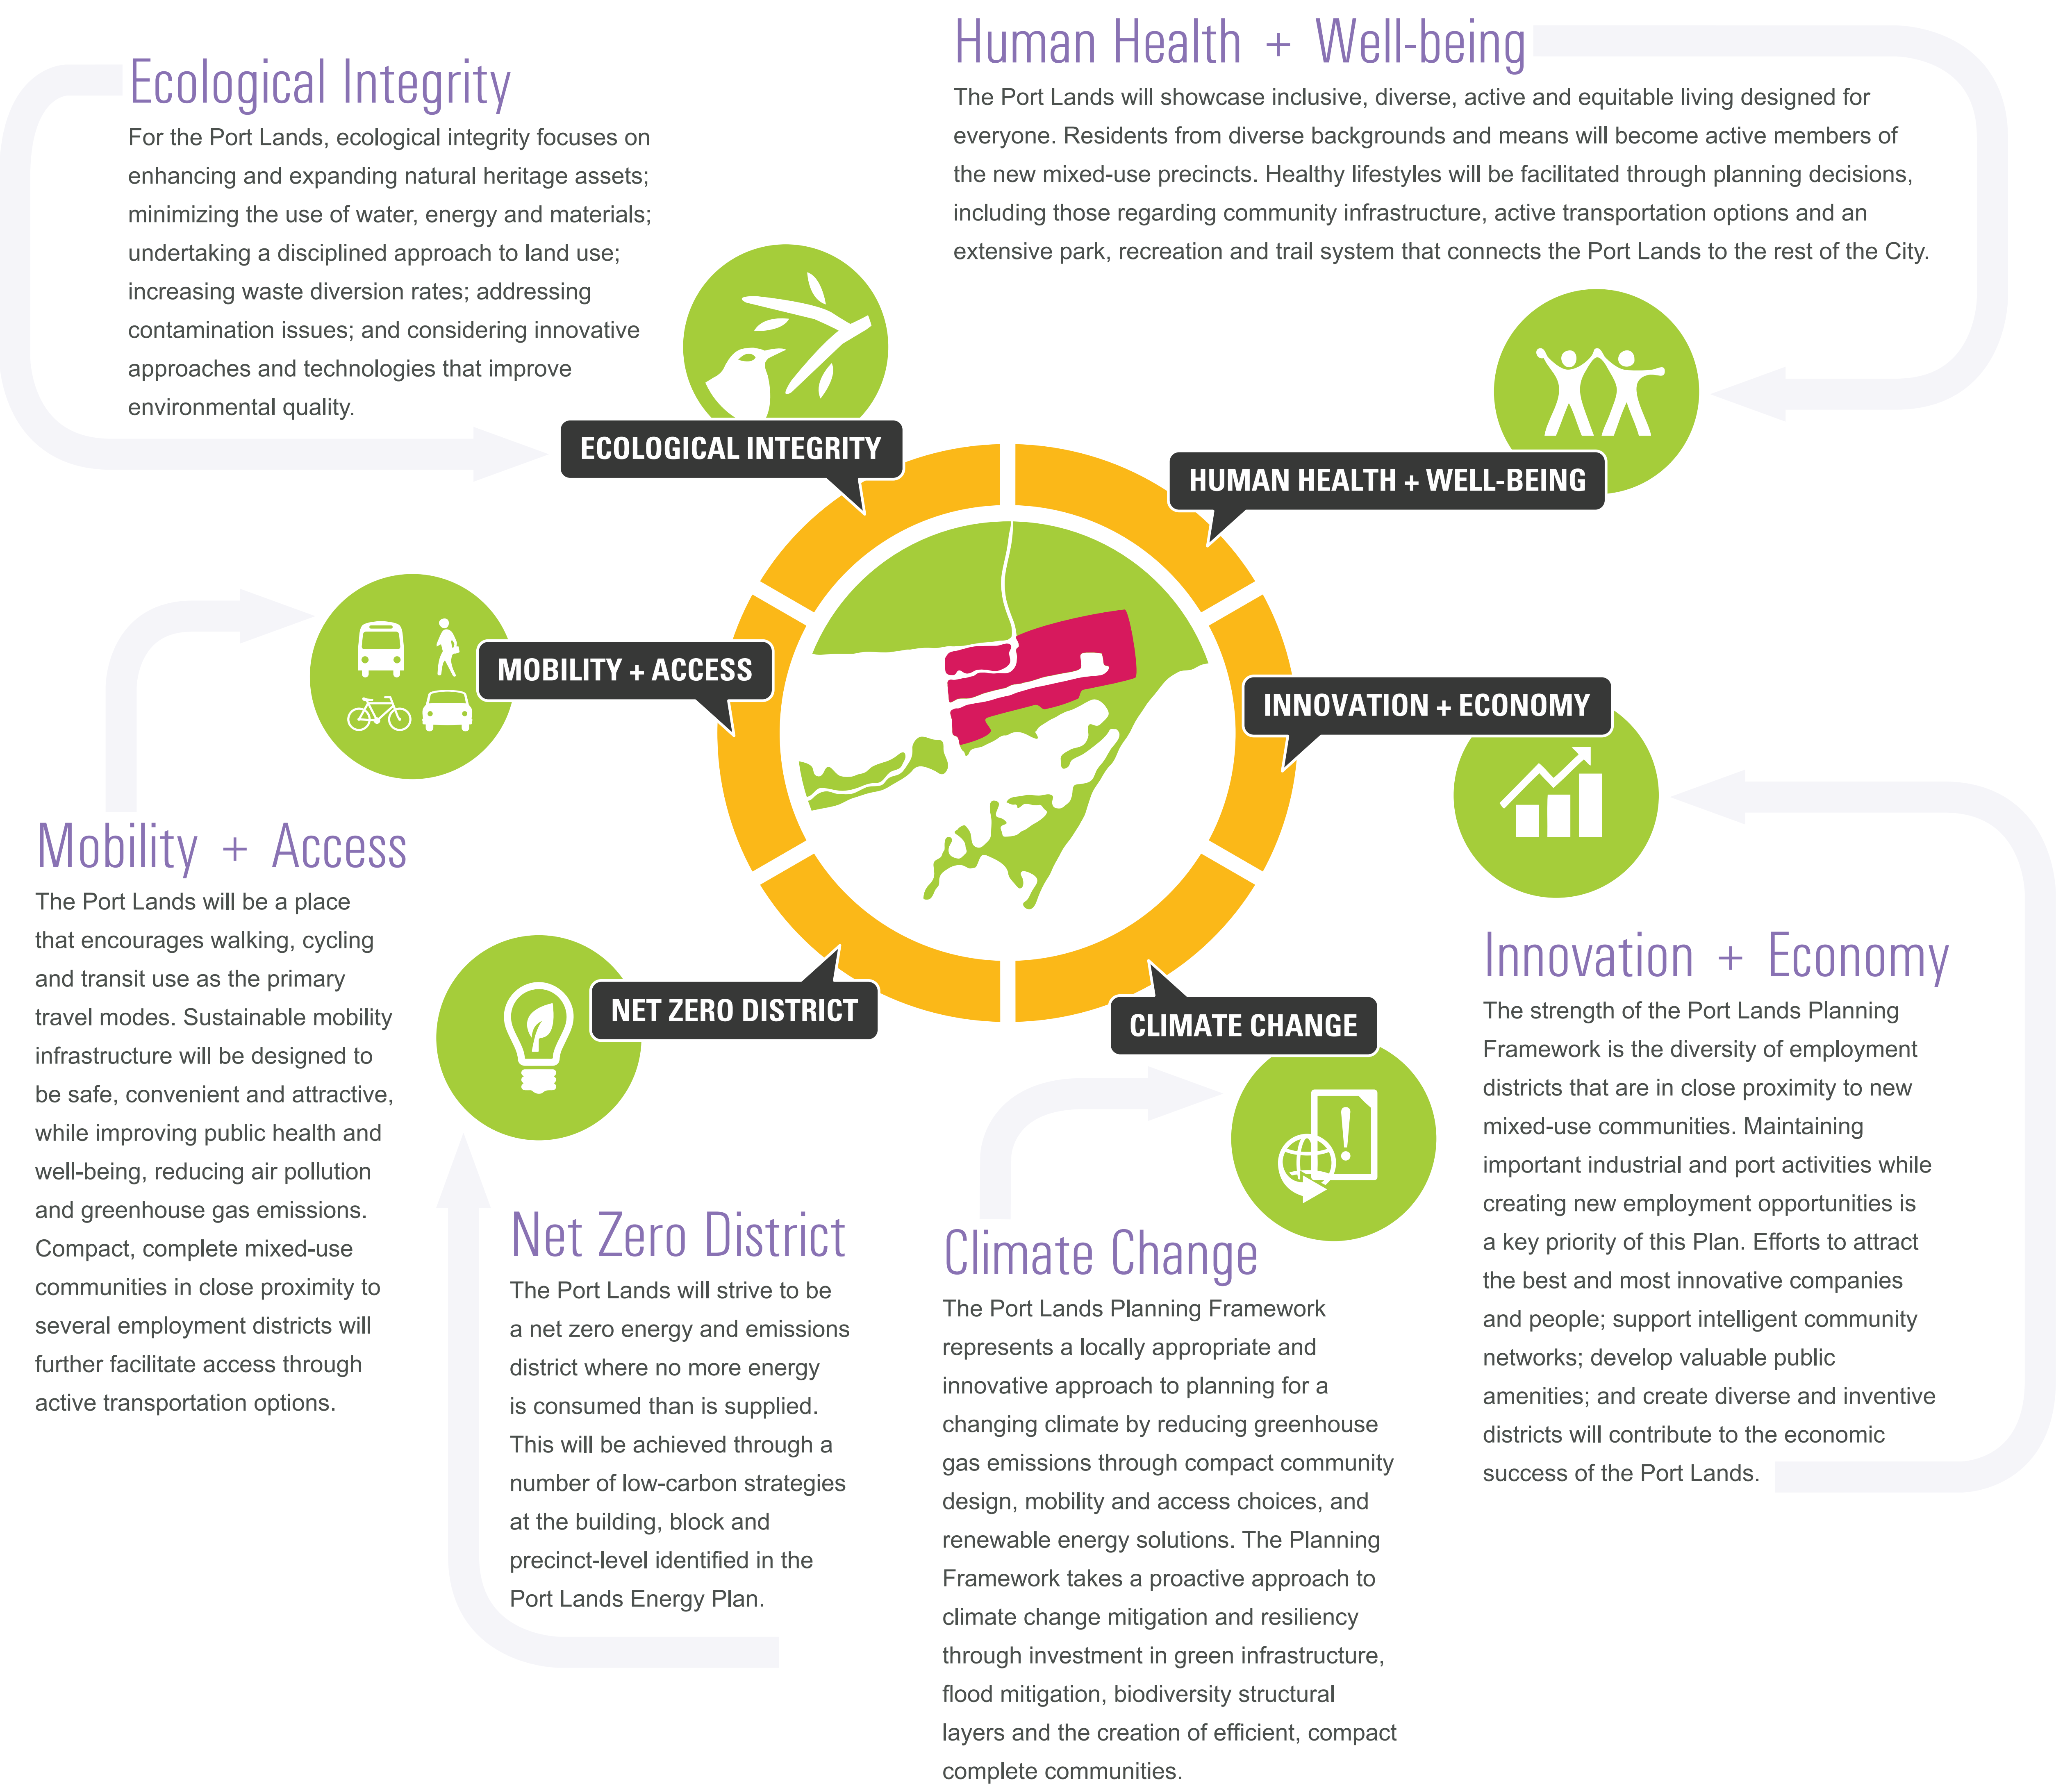 Ecological Integrity
For the Port Lands, ecological integrity focuses on
enhancing and expanding natural heritage assets;
minimizing the use of water, energy and materials;
undertaking a disciplined approach to land use;
increasing waste diversion rates; addressing
contamination issues; and considering innovative
approaches and technologies that improve
environmental quality.
Human Health + Well-being
The Port Lands will showcase inclusive, diverse, active and equitable living designed for
everyone. Residents from diverse backgrounds and means will become active members of
the new mixed-use precincts. Healthy lifestyles will be facilitated through planning decisions,
including those regarding community infrastructure, active transportation options and an
extensive park, recreation and trail system that connects the Port Lands to the rest of the City.
ECOLOGICAL INTEGRITY
HUMAN HEALTH + WELL-BEING
MOBILITY + ACCESS
INNOVATION + ECONOMY
NET ZERO DISTRICT
CLIMATE CHANGE
!
Mobility + Access
The Port Lands will be a place
that encourages walking, cycling
and transit use as the primary
travel modes. Sustainable mobility
infrastructure will be designed to
be safe, convenient and attractive,
while improving public health and
well-being, reducing air pollution
and greenhouse gas emissions.
Compact, complete mixed-use
communities in close proximity to
several employment districts will
further facilitate access through
active transportation options.
Net Zero District
The Port Lands will strive to be
a net zero energy and emissions
district where no more energy
is consumed than is supplied.
This will be achieved through a
number of low-carbon strategies
at the building, block and
precinct-level identified in the
Port Lands Energy Plan.
Climate Change
The Port Lands Planning Framework
represents a locally appropriate and
innovative approach to planning for a
changing climate by reducing greenhouse
gas emissions through compact community
design, mobility and access choices, and
renewable energy solutions. The Planning
Framework takes a proactive approach to
climate change mitigation and resiliency
through investment in green infrastructure,
flood mitigation, biodiversity structural
layers and the creation of efficient, compact
complete communities.
Innovation + Economy
The strength of the Port Lands Planning
Framework is the diversity of employment
districts that are in close proximity to new
mixed-use communities. Maintaining
important industrial and port activities while
creating new employment opportunities is
a key priority of this Plan. Efforts to attract
the best and most innovative companies
and people; support intelligent community
networks; develop valuable public
amenities; and create diverse and inventive
districts will contribute to the economic
success of the Port Lands.